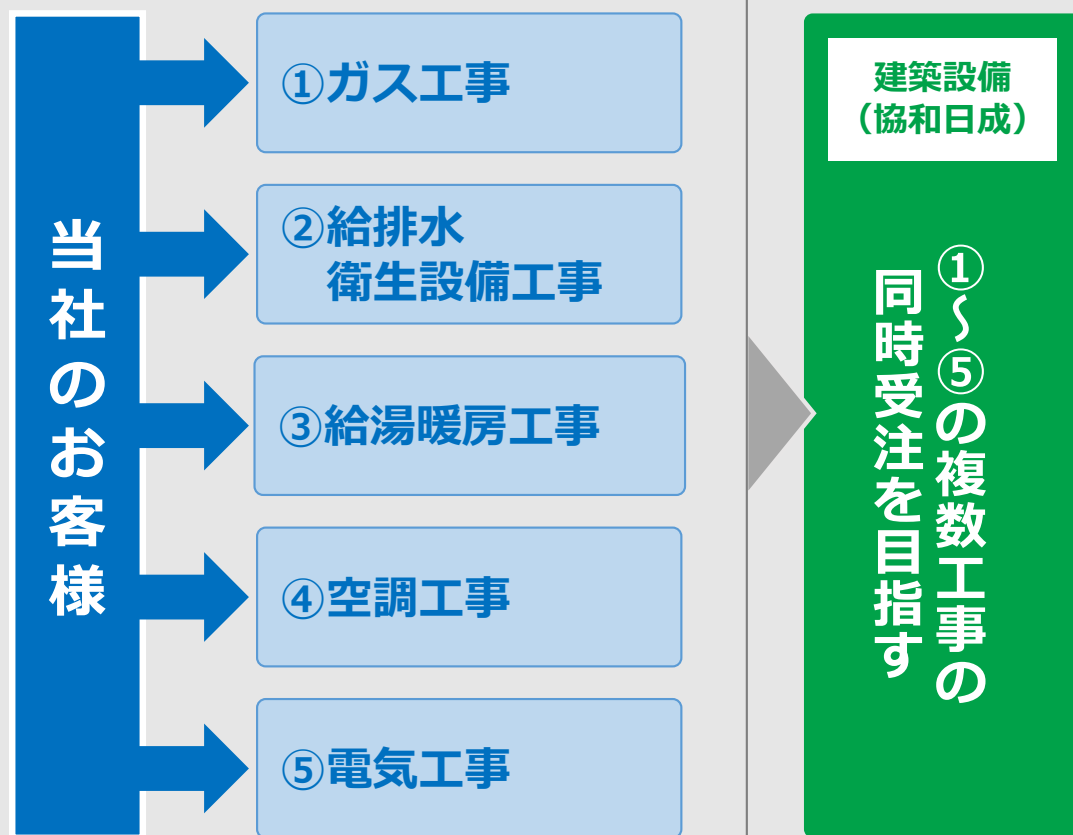 当社のお客様
①ガス工事
②給排水
衛生設備工事
③給湯暖房工事
④空調工事
⑤電気工事
建築設備
（協和日成）
①～⑤の複数工事の
同時受注を目指す